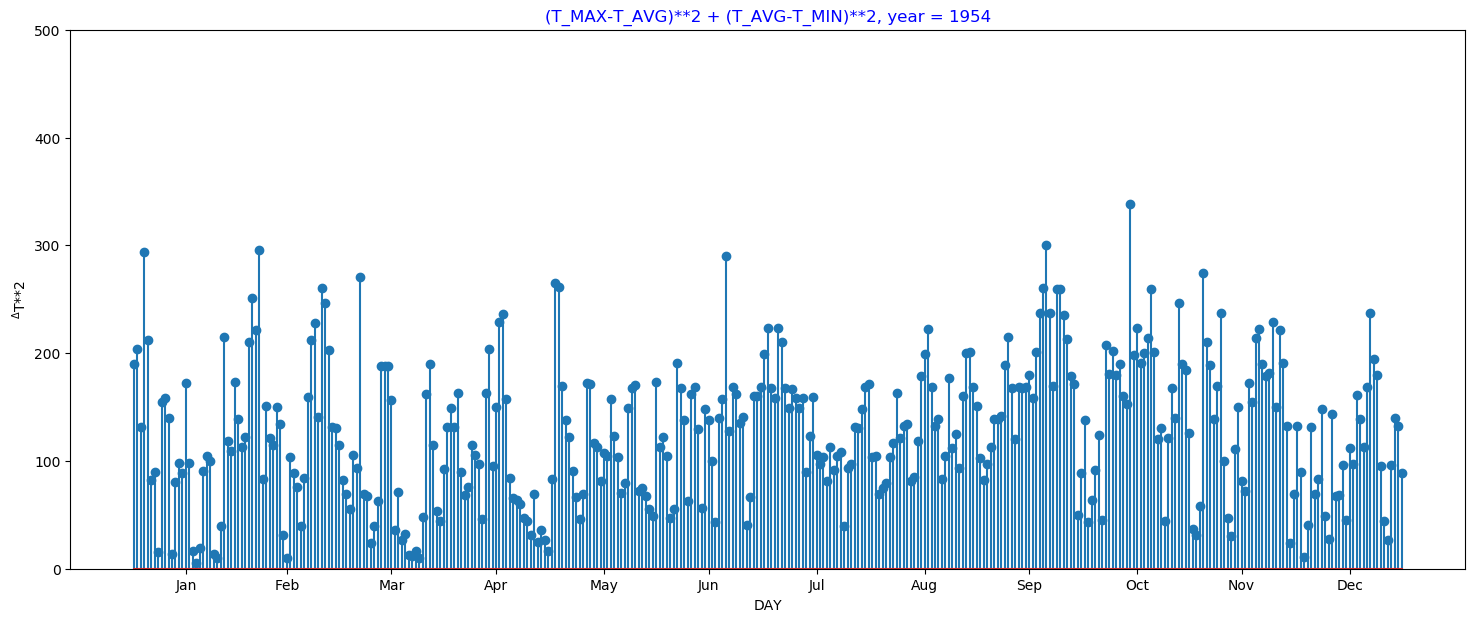 (T_MAX-T_AVG)**2 + (T_AVG-T_MIN)**2, year = 1954
500
400
300
200
100
0
ΔT**2
Jan Feb Mar Apr May Jun Jul Aug Sep Oct Nov Dec
DAY